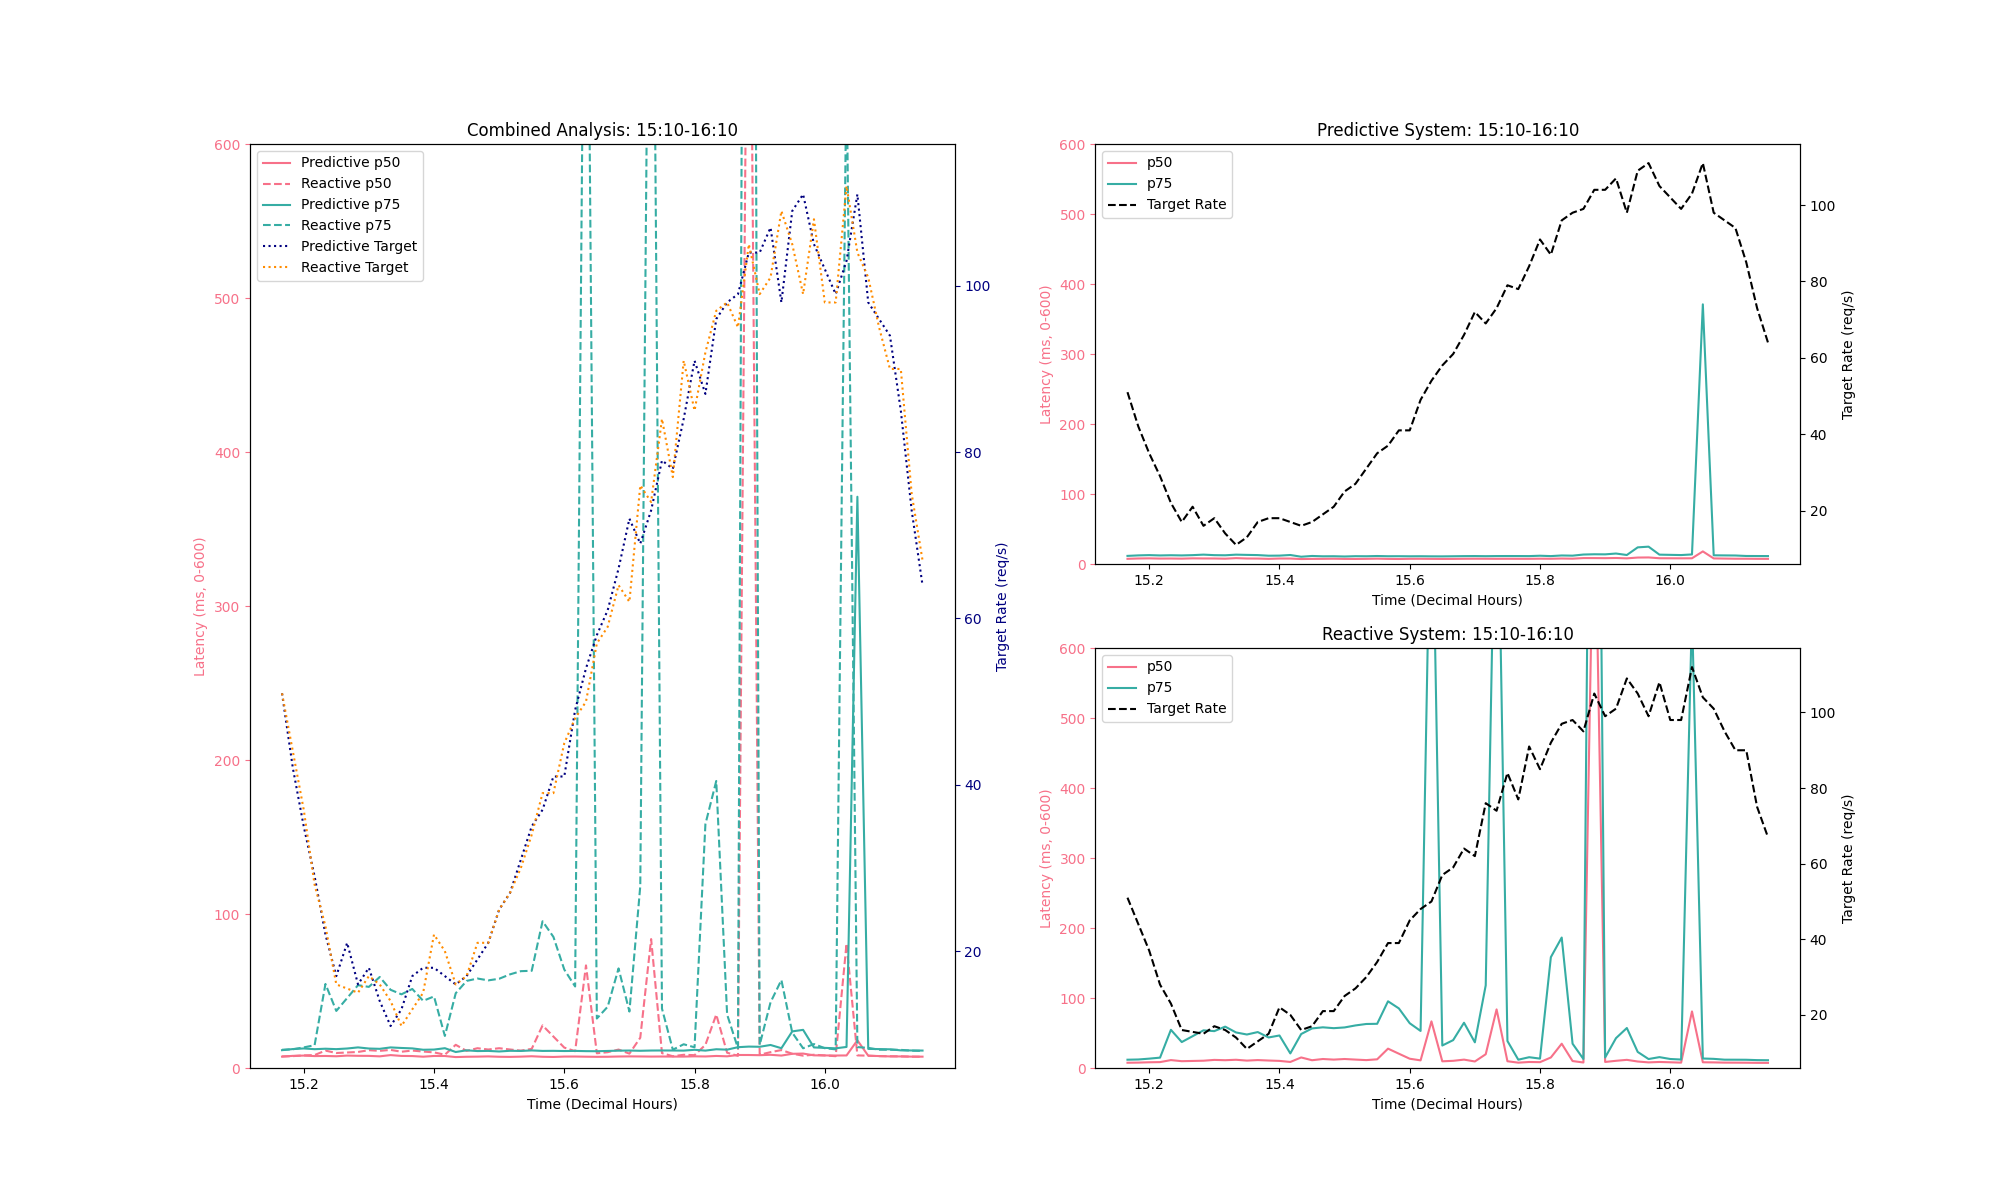 Combined Analysis: 15:10-16:10
Predictive p50
Reactive p50
Predictive p75
Reactive p75
Predictive Target
Reactive Target
600
500
400
300
200
100
0
Latency (ms, 0-600)
100
80
60
40
20
Target Rate (req/s)
15.2 15.4 15.6 15.8 16.0
Time (Decimal Hours)
Predictive System: 15:10-16:10
p50
p75
Target Rate
600
500
400
300
200
100
0
Latency (ms, 0-600)
100
80
60
40
20
Target Rate (req/s)
15.2 15.4 15.6 15.8 16.0
Time (Decimal Hours)
Reactive System: 15:10-16:10
p50
p75
Target Rate
600
500
400
300
200
100
0
Latency (ms, 0-600)
100
80
60
40
20
Target Rate (req/s)
15.2 15.4 15.6 15.8 16.0
Time (Decimal Hours)